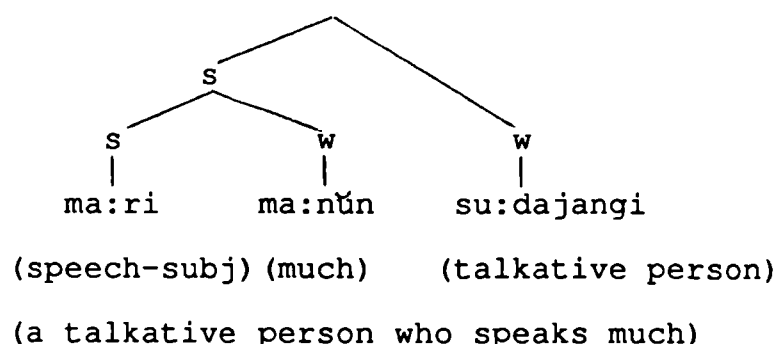 S
S W W
ma:ri ma:nŭn su:dajangi
(speech-subj) (much) (talkative person)
(a talkative person who speaks much)